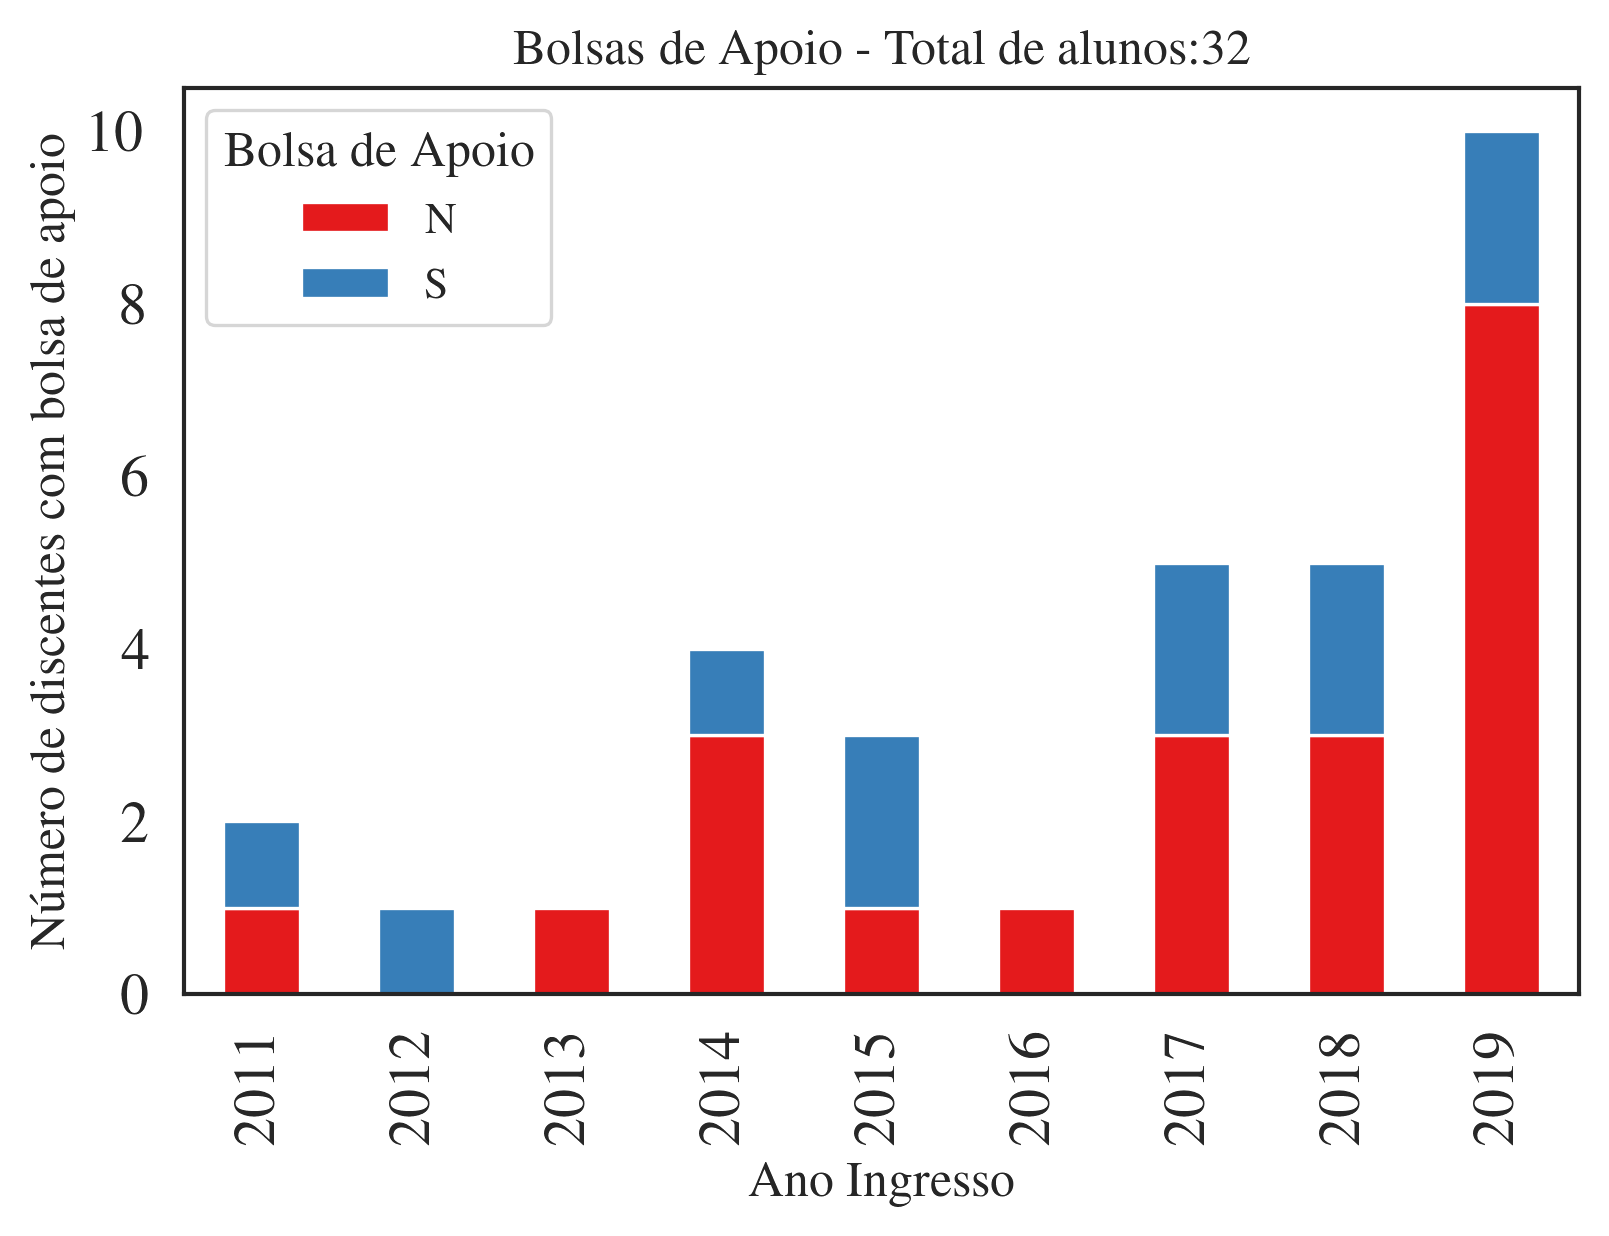 Bolsas de Apoio - Total de alunos:32
Bolsa de Apoio
N
S
Número de discentes com bolsa de apoio
10
8
6
4
2
0
2011
2012
2013
2014
2015
2016
2017
2018
2019
Ano Ingresso